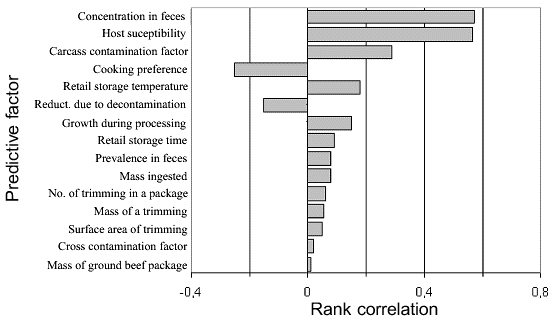 Concentration in feces
Host suceptibility
Carcass contamination factor
Cooking preference
Retail storage temperature
Reduct. due to decontamination
Growth during processing
Retail storage time
Prevalence in feces
Mass ingested
No. of trimming in a package
Mass of a trimming
Surface area of trimming
Cross contamination factor
Mass of ground beef package
Predictive factor
-0,4 0 0,4 0,8
Rank correlation